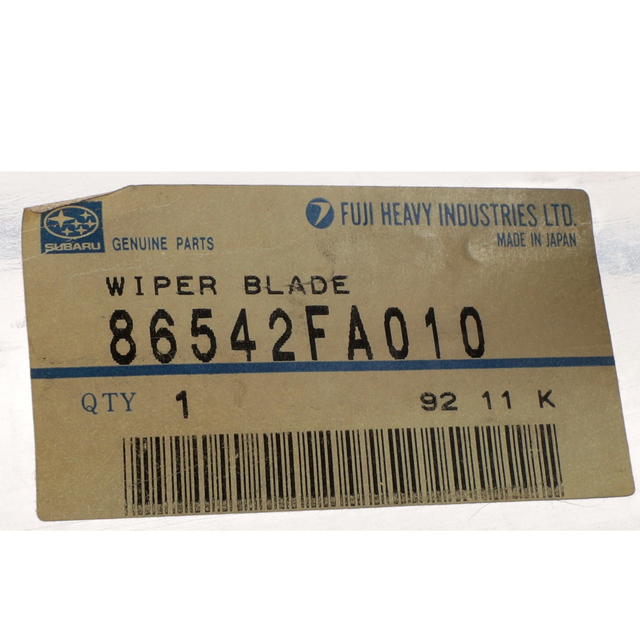 SUBARU
GENUINE PARTS
FUJI HEAVY INDUSTRIES LTD.
MADE IN JAPAN
WIPER BLADE
86542FA010
QTY 1 92 11 K